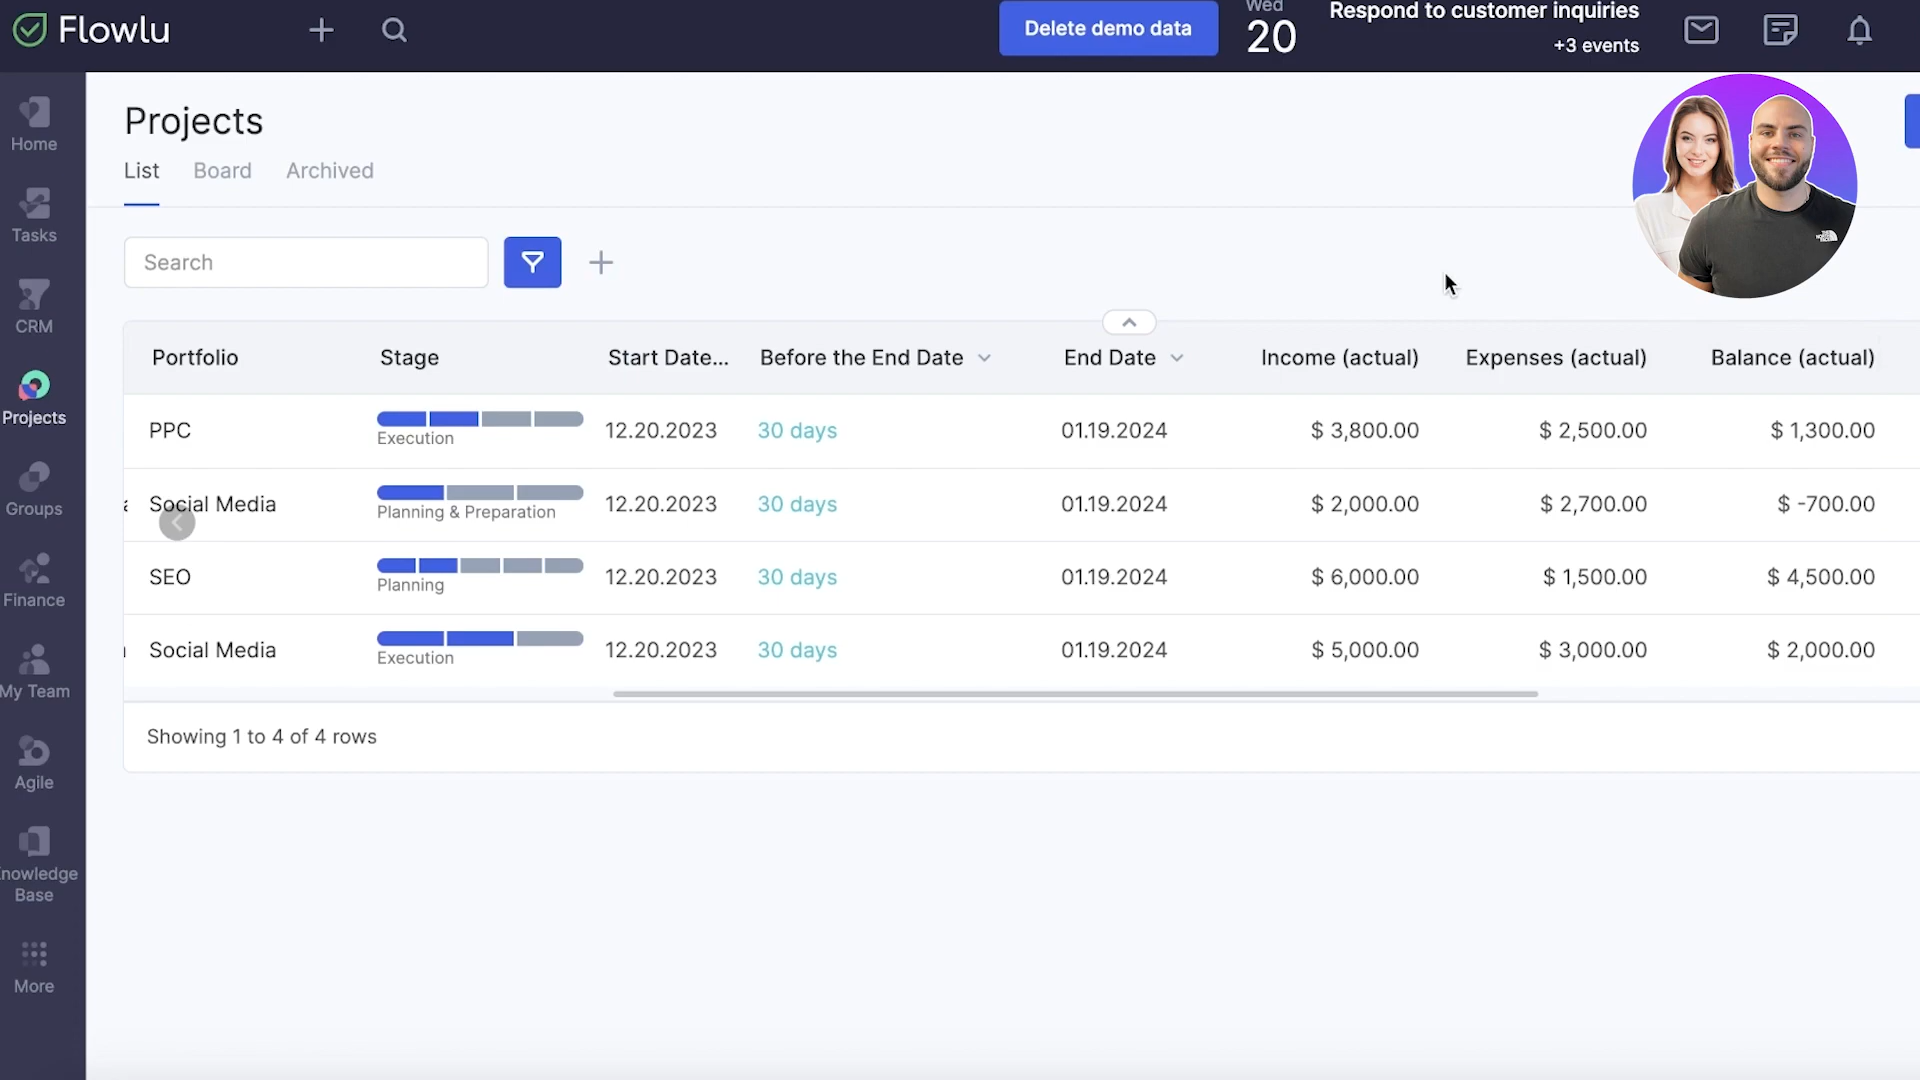 Flowlu
Delete demo data
Wed
20
Respond to customer inquiries
+3 events
Home
Tasks
CRM
Projects
Groups
Finance
My Team
Agile
nowledge
Base
More
Projects
List Board Archived
Search
Portfolio Stage Start Date... Before the End Date End Date Income (actual) Expenses (actual) Balance (actual)
PPC Execution 12.20.2023 30 days 01.19.2024 $ 3,800.00 $ 2,500.00 $ 1,300.00
Social Media Planning & Preparation 12.20.2023 30 days 01.19.2024 $ 2,000.00 $ 2,700.00 $ -700.00
SEO Planning 12.20.2023 30 days 01.19.2024 $ 6,000.00 $ 1,500.00 $ 4,500.00
Social Media Execution 12.20.2023 30 days 01.19.2024 $ 5,000.00 $ 3,000.00 $ 2,000.00
Showing 1 to 4 of 4 rows